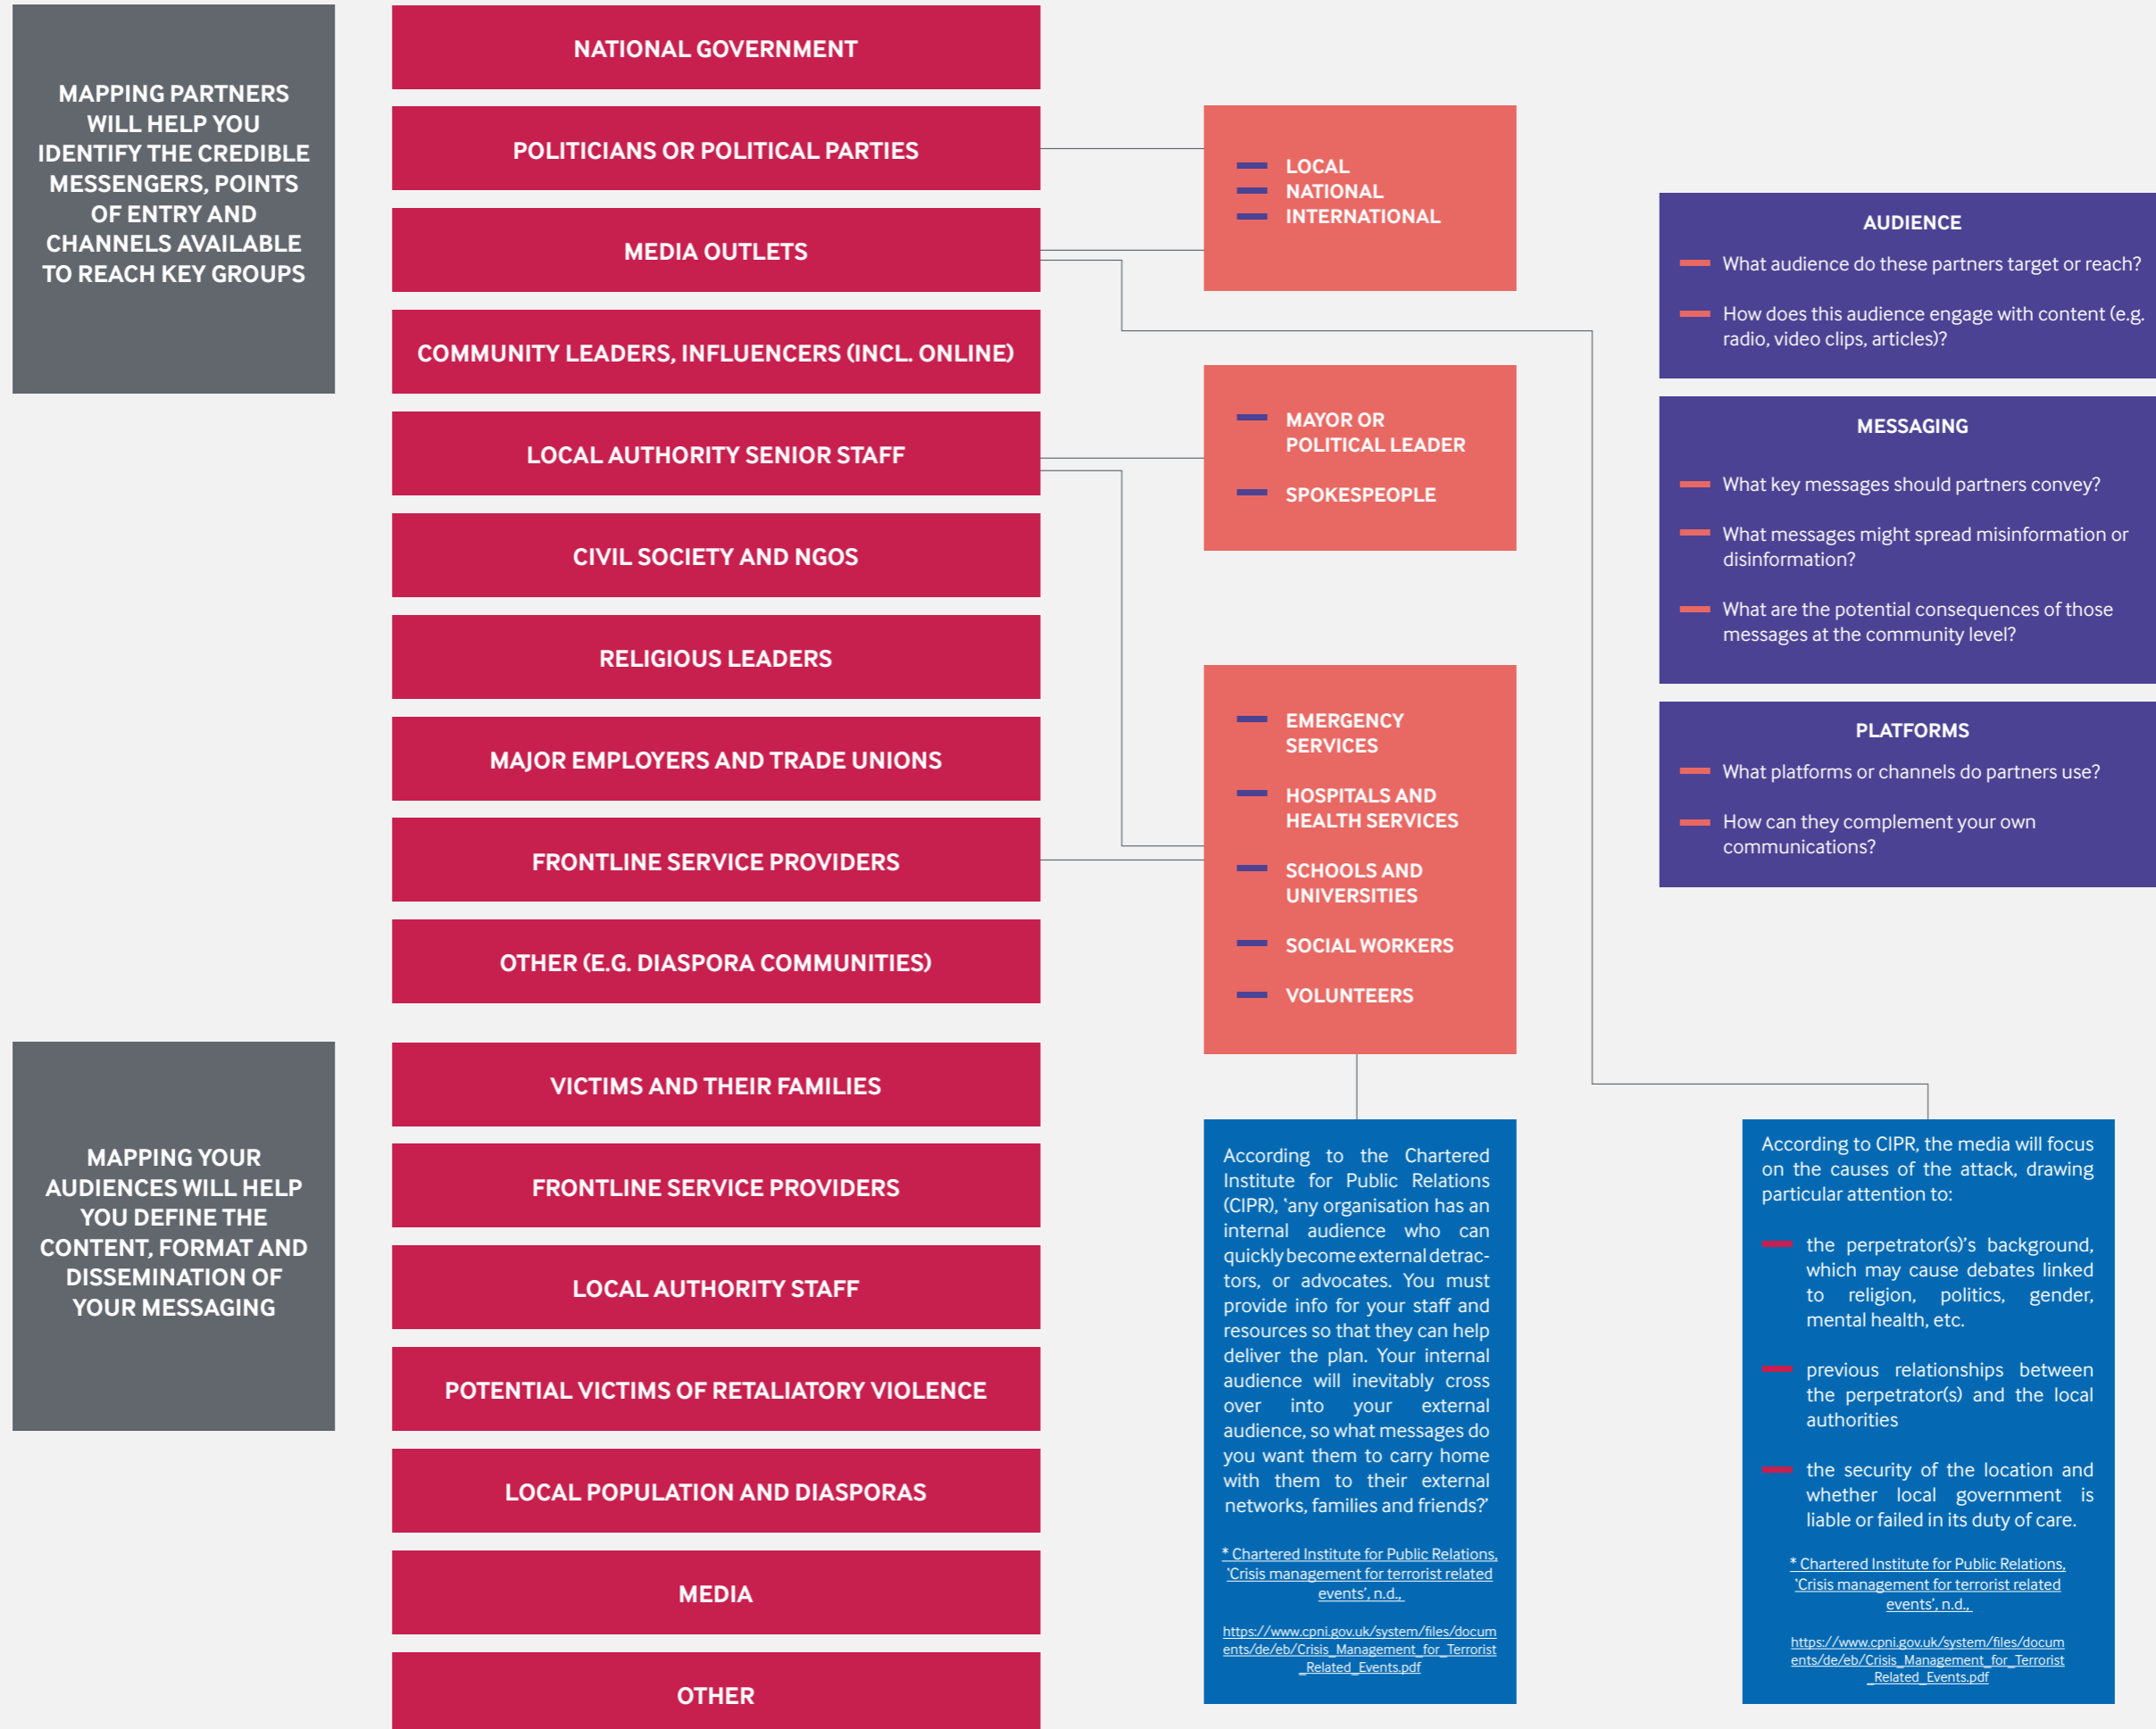 MAPPING PARTNERS
WILL HELP YOU
IDENTIFY THE CREDIBLE
MESSENGERS, POINTS
OF ENTRY AND
CHANNELS AVAILABLE
TO REACH KEY GROUPS
NATIONAL GOVERNMENT
POLITICIANS OR POLITICAL PARTIES
MEDIA OUTLETS
COMMUNITY LEADERS, INFLUENCERS (INCL. ONLINE)
LOCAL AUTHORITY SENIOR STAFF
CIVIL SOCIETY AND NGOS
RELIGIOUS LEADERS
MAJOR EMPLOYERS AND TRADE UNIONS
FRONTLINE SERVICE PROVIDERS
OTHER (E.G. DIASPORA COMMUNITIES)
LOCAL
NATIONAL
INTERNATIONAL
MAYOR OR
POLITICAL LEADER
SPOKESPEOPLE
EMERGENCY
SERVICES
HOSPITALS AND
HEALTH SERVICES
SCHOOLS AND
UNIVERSITIES
SOCIAL WORKERS
VOLUNTEERS
AUDIENCE
What audience do these partners target or reach?
How does this audience engage with content (e.g.
radio, video clips, articles)?
MESSAGING
What key messages should partners convey?
What messages might spread misinformation or
disinformation?
What are the potential consequences of those
messages at the community level?
PLATFORMS
What platforms or channels do partners use?
How can they complement your own
communications?
MAPPING YOUR
AUDIENCES WILL HELP
YOU DEFINE THE
CONTENT, FORMAT AND
DISSEMINATION OF
YOUR MESSAGING
VICTIMS AND THEIR FAMILIES
FRONTLINE SERVICE PROVIDERS
LOCAL AUTHORITY STAFF
POTENTIAL VICTIMS OF RETALIATORY VIOLENCE
LOCAL POPULATION AND DIASPORAS
MEDIA
OTHER
According to the Chartered
Institute for Public Relations
(CIPR), ‘any organisation has an
internal audience who can
quickly become external detrac-
tors, or advocates. You must
provide info for your staff and
resources so that they can help
deliver the plan. Your internal
audience will inevitably cross
over into your external
audience, so what messages do
you want them to carry home
with them to their external
networks, families and friends?’
* Chartered Institute for Public Relations,
‘Crisis management for terrorist related
events’, n.d.,
https://www.cpni.gov.uk/system/files/docum
ents/de/eb/Crisis_Management_for_Terrorist
_Related_Events.pdf
According to CIPR, the media will focus
on the causes of the attack, drawing
particular attention to:
the perpetrator(s)’s background,
which may cause debates linked
to religion, politics, gender,
mental health, etc.
previous relationships between
the perpetrator(s) and the local
authorities
the security of the location and
whether local government is
liable or failed in its duty of care.
* Chartered Institute for Public Relations,
‘Crisis management for terrorist related
events’, n.d.,
https://www.cpni.gov.uk/system/files/docum
ents/de/eb/Crisis_Management_for_Terrorist
_Related_Events.pdf